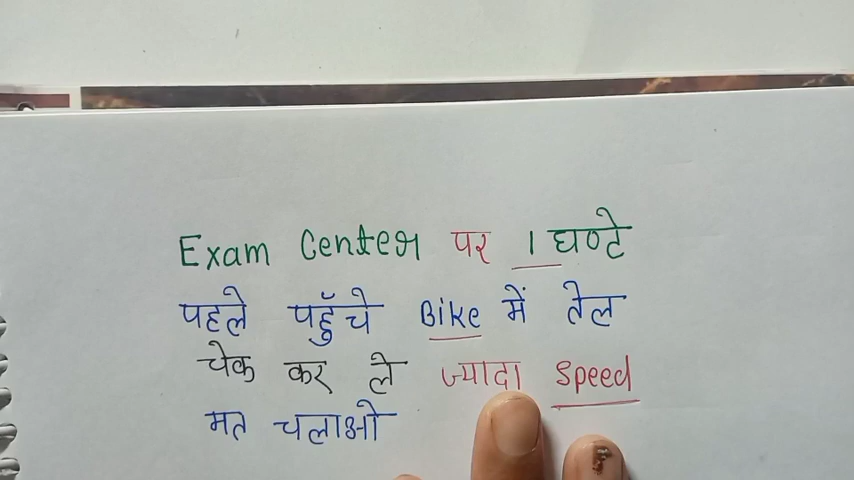 Exam Center पर 1 घण्टे
पहले पहुँचे Bike में तेल
चेक कर ले ज्यादा speed
मत चलाओ